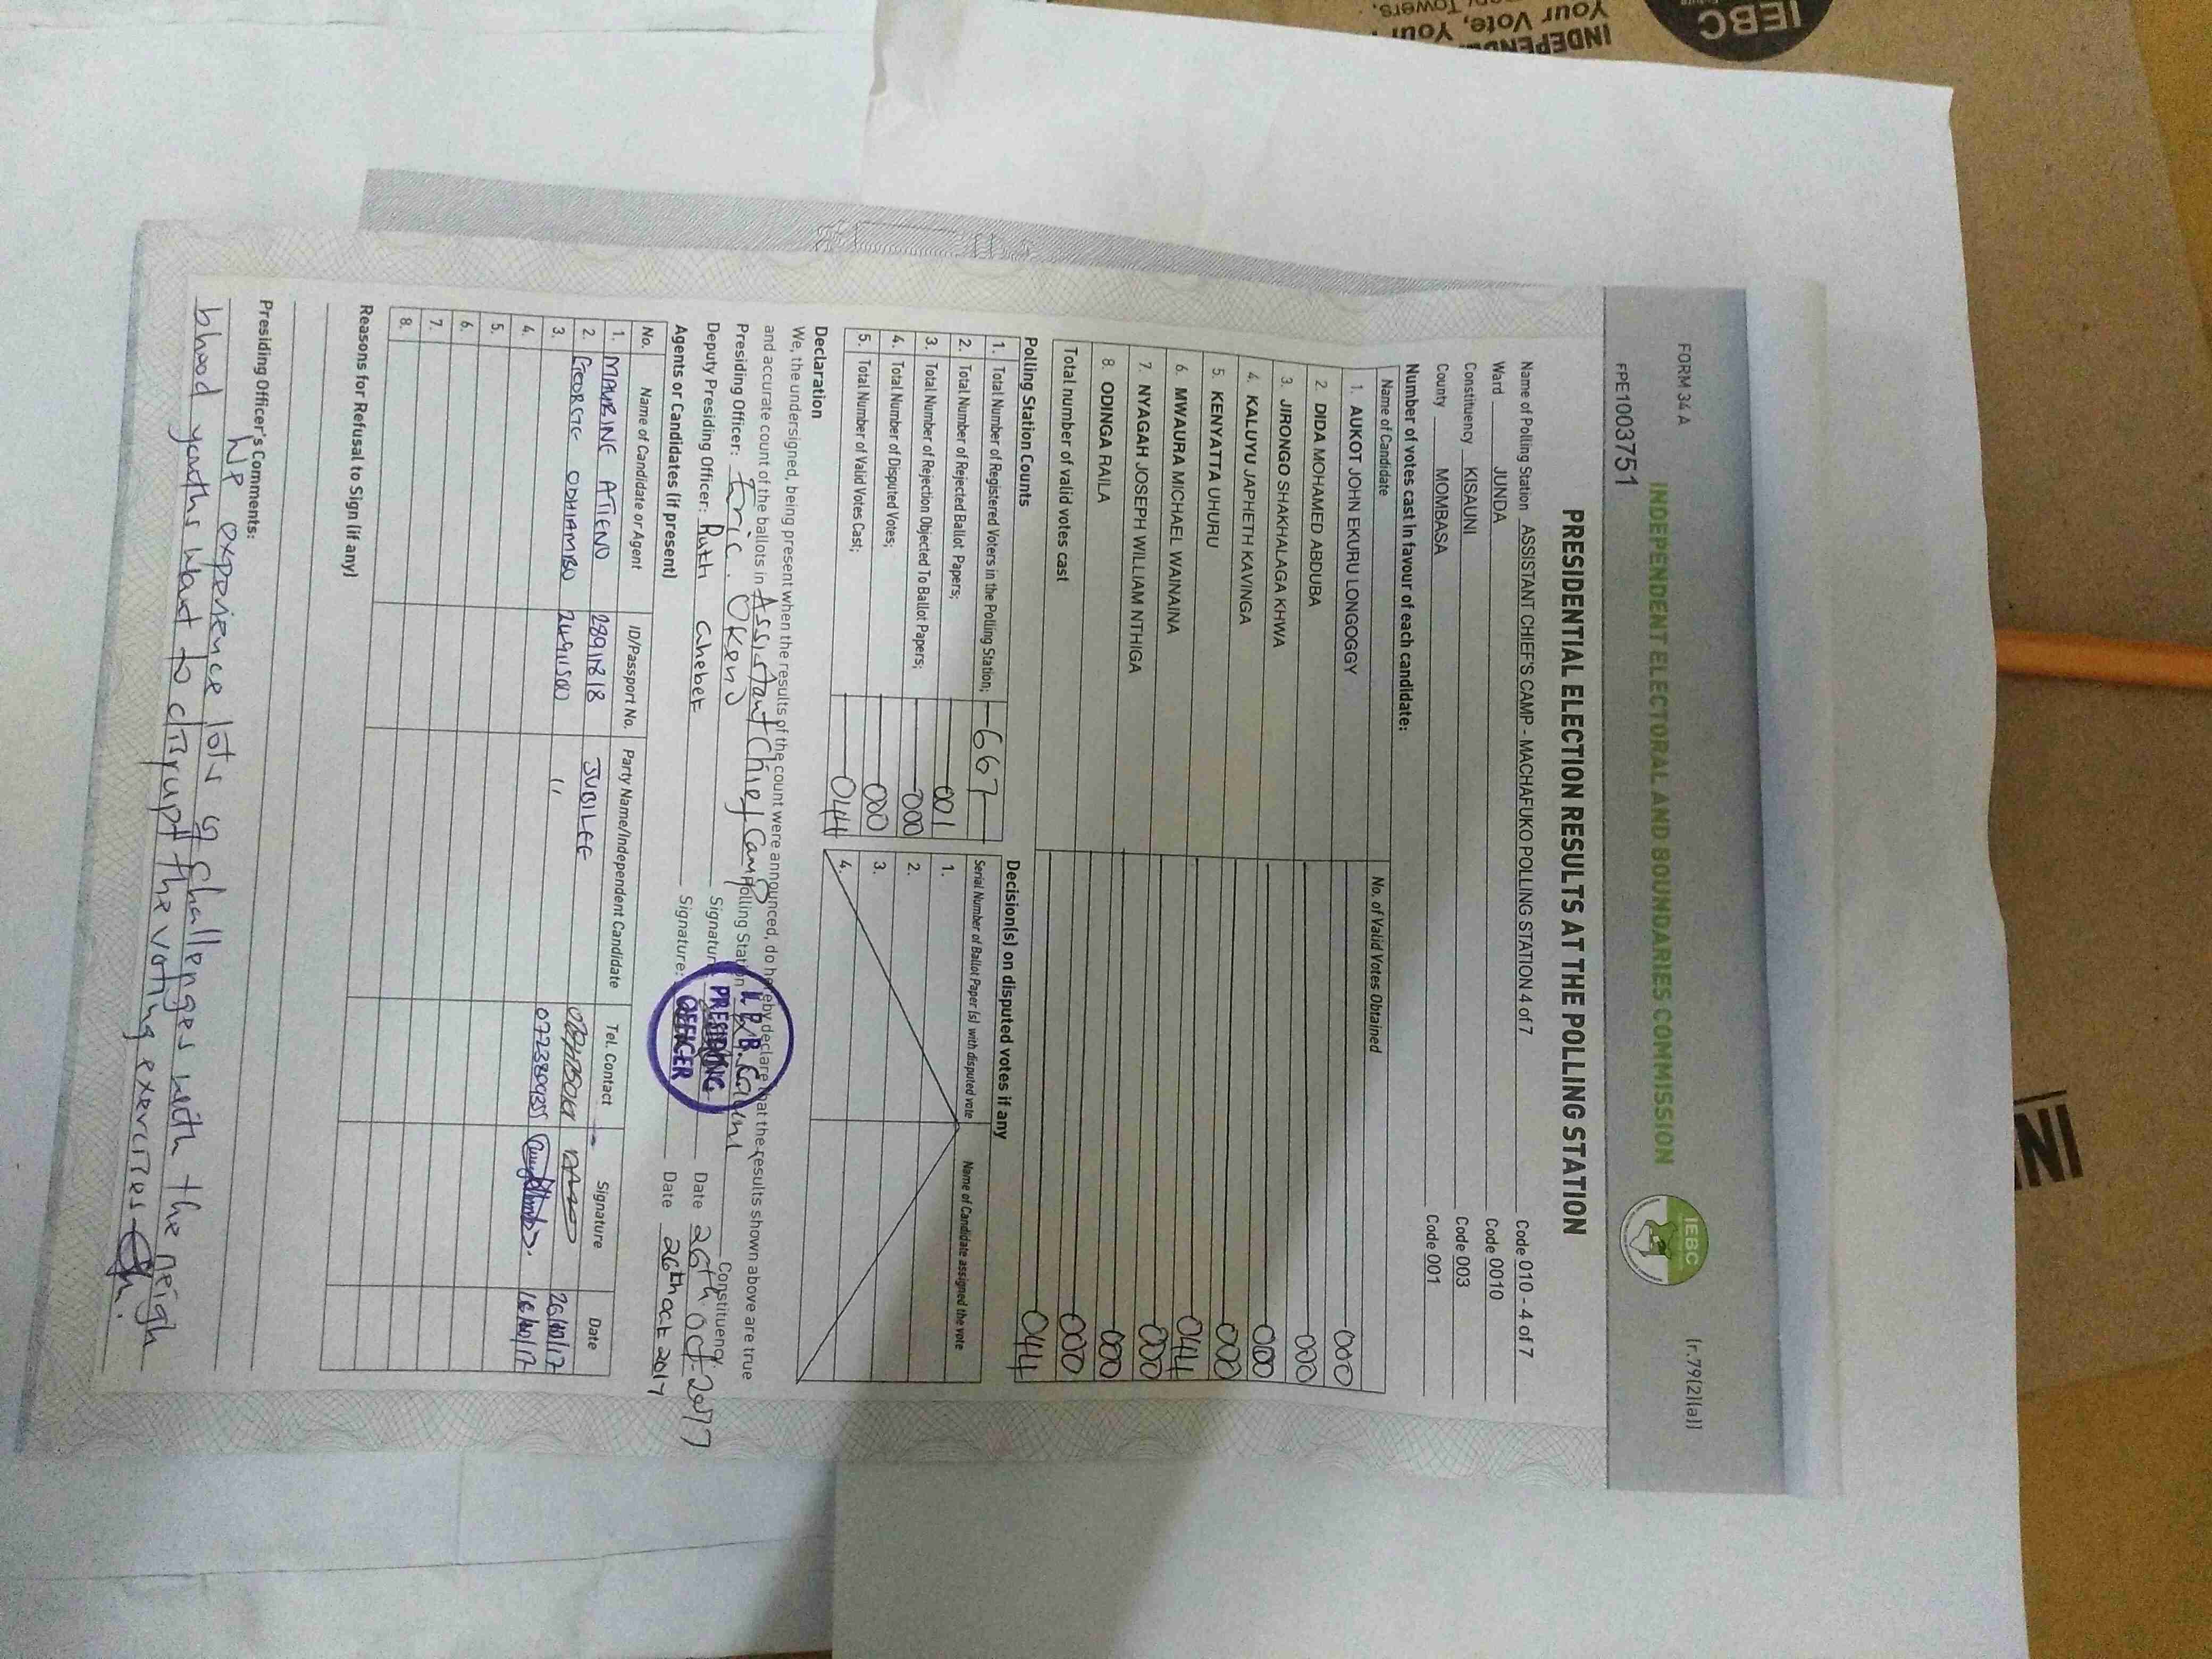 IEBC
INDEPEND
Your Vote, Your
Towers,
IN
FORM 34 A
(r.79(2)(a))
FPE1003751
INDEPENDENT ELECTORAL AND BOUNDARIES COMMISSION
IEBC
PRESIDENTIAL ELECTION RESULTS AT THE POLLING STATION
Name of Polling Station ASSISTANT CHIEF'S CAMP - MACHAFUKO POLLING STATION 4 of 7 Code 010 - 4 of 7
Ward JUNDA Code 0010
Constituency KISAUNI Code 003
County MOMBASA Code 001
Number of votes cast in favour of each candidate:
Name of Candidate No. of Valid Votes Obtained
1. AUKOT JOHN EKURU LONGOGGY 000
2. DIDA MOHAMED ABDUBA 000
3. JIRONGO SHAKHALAGA KHWA 000
4. KALUYU JAPHETH KAVINGA 000
5. KENYATTA UHURU 044
6. MWAURA MICHAEL WAINAINA 000
7. NYAGAH JOSEPH WILLIAM NTHIGA 000
8. ODINGA RAILA 000
Total number of valid votes cast 044
Polling Station Counts
1. Total Number of Registered Voters in the Polling Station; 667
2. Total Number of Rejected Ballot Papers; 001
3. Total Number of Rejection Objected To Ballot Papers; 000
4. Total Number of Disputed Votes; 000
5. Total Number of Valid Votes Cast; 044
Decision(s) on disputed votes if any
Serial Number of Ballot Paper (s) with disputed vote Name of Candidate assigned the vote
1.
2.
3.
4.
Declaration
We, the undersigned, being present when the results of the count were announced, do hereby declare that the results shown above are true
and accurate count of the ballots in Assistant Chief Camp Polling Station Kisauni Constituency.
Presiding Officer: Eric. Okeno Signature Date 26th. oct-2017
Deputy Presiding Officer: Ruth chebet Signature: Date 26th oct 2017
I. E. B. C.
PRESIDING
OFFICER
Agents or Candidates (if present)
No. Name of Candidate or Agent ID/Passport No. Party Name/Independent Candidate Tel. Contact Signature Date
1. MAURINE ATIENO 28911818 JUBILEE 26/10/17
2. GEORGE ODHIAMBO 24911500 " 0723809135
3.
4.
5.
6.
7.
8.
Reasons for Refusal to Sign (if any)
Presiding Officer's Comments:
We experience lots of challenges with the neigh
bhood youths want to disrupt the voting exercises